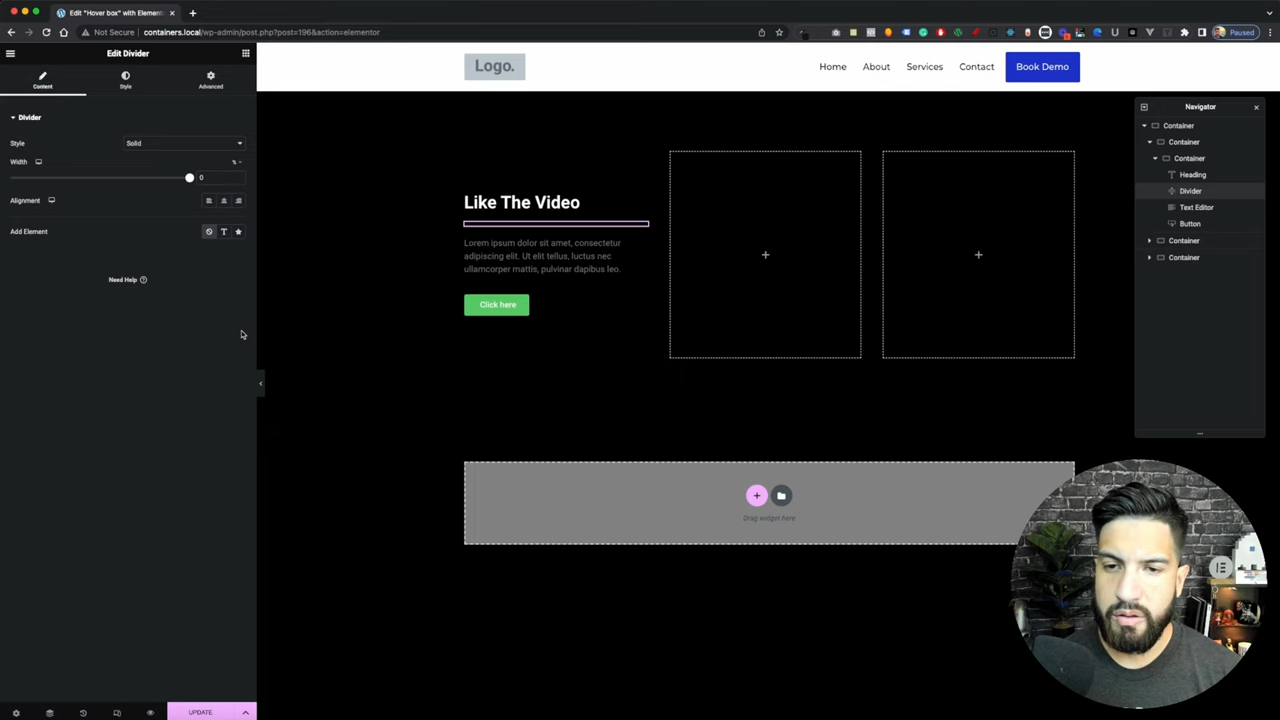 Edit "Hover box" with Elemento
Not Secure containers.local/wp-admin/post.php?post=196&action=elementor
Paused
Edit Divider
Content
Style
Advanced
Divider
Style
Solid
Width
%
0
Alignment
Add Element
Need Help
UPDATE
Logo.
Home
About
Services
Contact
Book Demo
Like The Video
Lorem ipsum dolor sit amet, consectetur
adipiscing elit. Ut elit tellus, luctus nec
ullamcorper mattis, pulvinar dapibus leo.
Click here
Drag widget here
Navigator
Container
Container
Container
Heading
Divider
Text Editor
Button
Container
Container